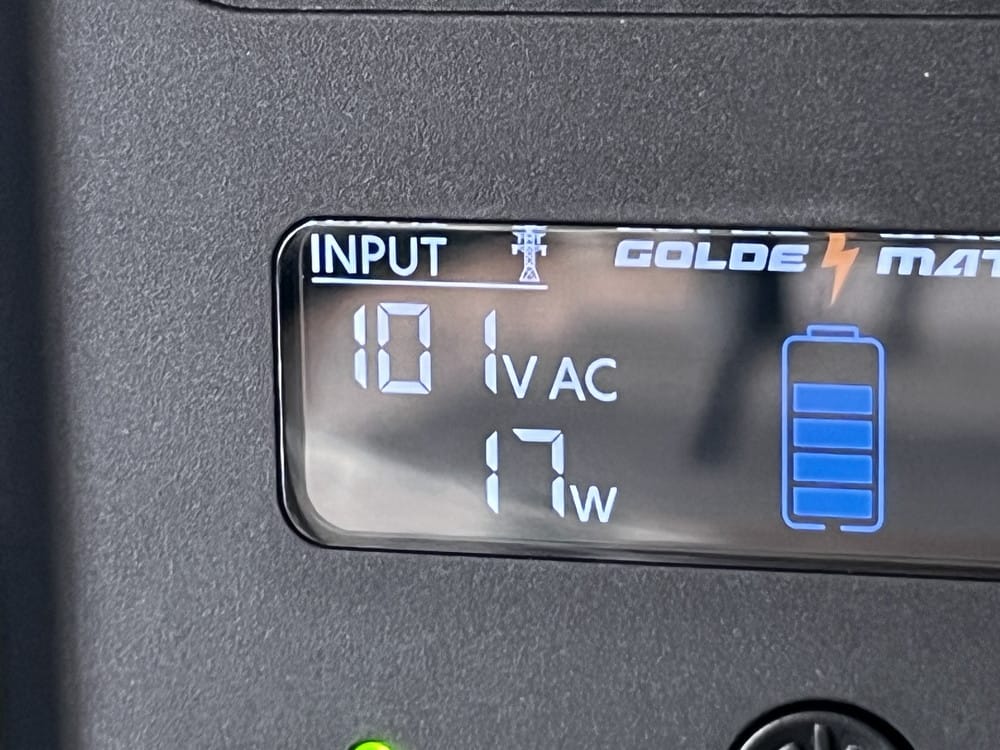 INPUT GOLDE MAT
101V AC
17W